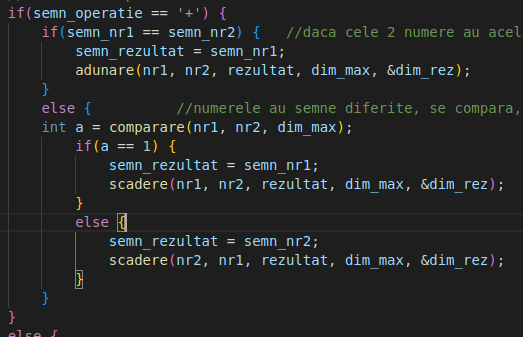 if(semn_operatie == '+') {
if(semn_nr1 == semn_nr2) { //daca cele 2 numere au acel
semn_rezultat = semn_nr1;
adunare(nr1, nr2, rezultat, dim_max, &dim_rez);
}
else { //numerele au semne diferite, se compara,
int a = comparare(nr1, nr2, dim_max);
if(a == 1) {
semn_rezultat = semn_nr1;
scadere(nr1, nr2, rezultat, dim_max, &dim_rez);
}
else {
semn_rezultat = semn_nr2;
scadere(nr2, nr1, rezultat, dim_max, &dim_rez);
}
}
}
else {